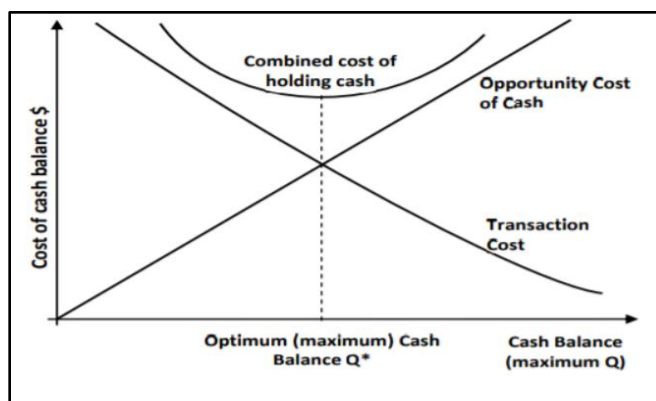 Combined cost of
holding cash
Opportunity Cost
of Cash
Cost of cash balance $
Transaction
Cost
Optimum (maximum) Cash
Balance Q*
Cash Balance
(maximum Q)